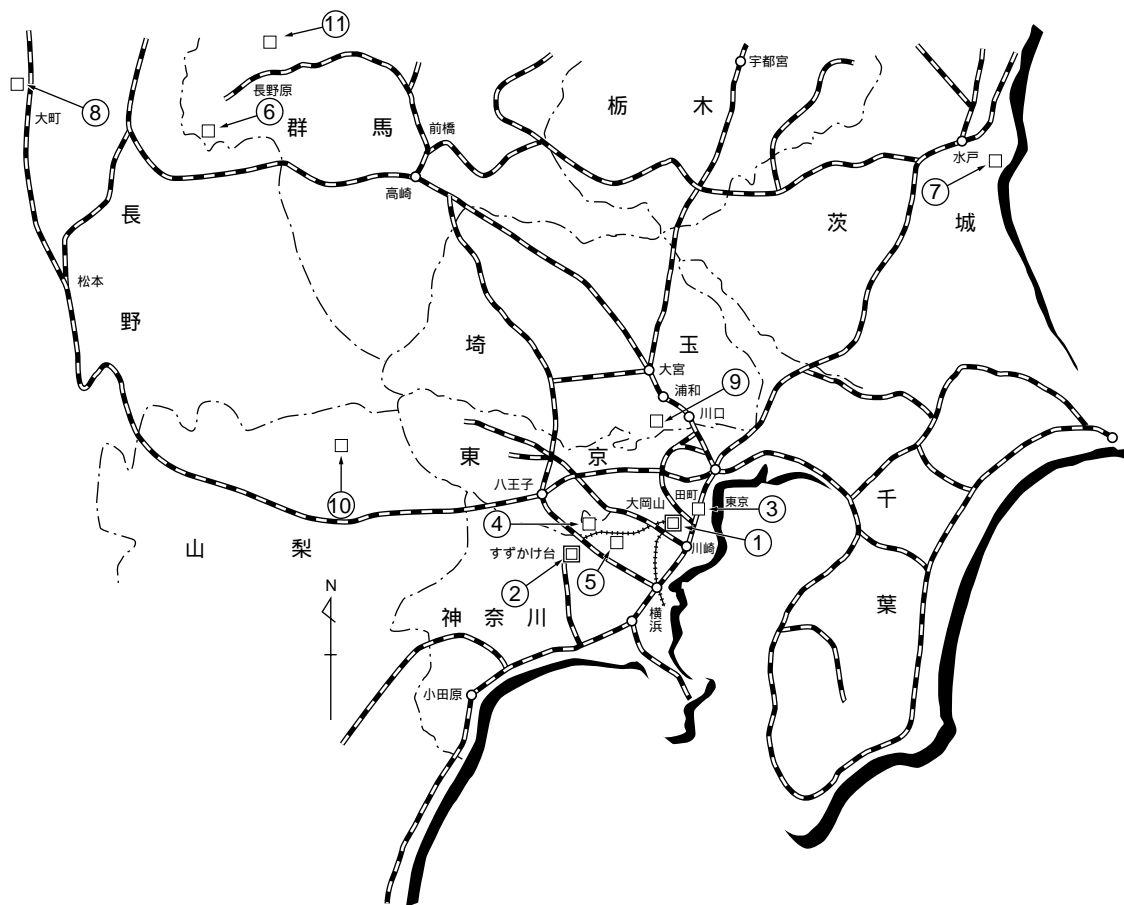 ⑪
宇都宮
⑧
長野原
栃木
大町
⑥
群馬
前橋
水戸
⑦
高崎
長野
茨城
松本
埼玉
大宮
浦和
⑨
川口
東京
八王子
⑩
大岡山
田町
東京
③
千葉
④
①
川崎
山梨
すずかけ台
⑤
②
N
神奈川
横浜
小田原